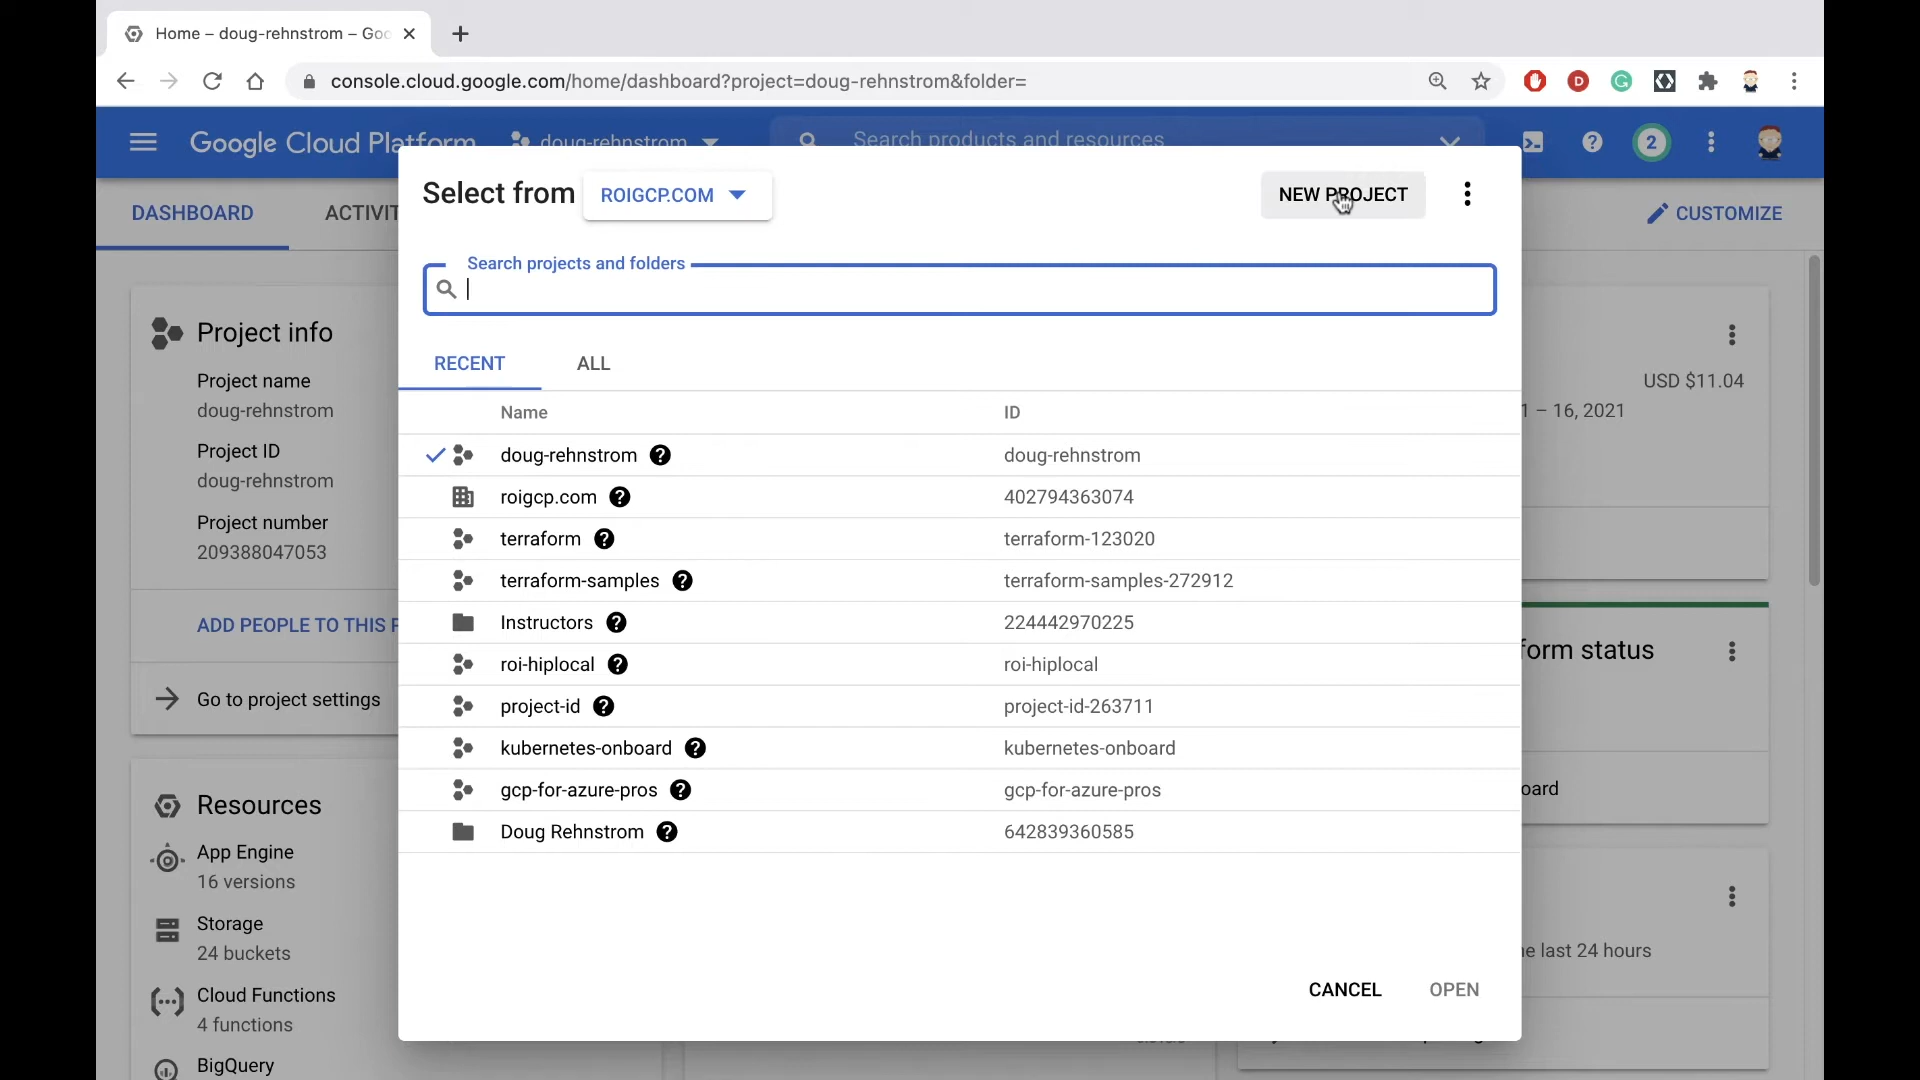 Home – doug-rehnstrom – Goo
console.cloud.google.com/home/dashboard?project=doug-rehnstrom&folder=
Google Cloud Platform
doug-rehnstrom
Search products and resources
2
DASHBOARD
ACTIVIT
CUSTOMIZE
Select from
ROIGCP.COM
NEW PROJECT
Search projects and folders
RECENT
ALL
Name
ID
doug-rehnstrom
doug-rehnstrom
roigcp.com
402794363074
terraform
terraform-123020
terraform-samples
terraform-samples-272912
Instructors
224442970225
roi-hiplocal
roi-hiplocal
project-id
project-id-263711
kubernetes-onboard
kubernetes-onboard
gcp-for-azure-pros
gcp-for-azure-pros
Doug Rehnstrom
642839360585
CANCEL
OPEN
Project info
Project name
doug-rehnstrom
Project ID
doug-rehnstrom
Project number
209388047053
ADD PEOPLE TO THIS P
Go to project settings
Resources
App Engine
16 versions
Storage
24 buckets
Cloud Functions
4 functions
BigQuery
USD $11.04
1 – 16, 2021
form status
oard
he last 24 hours